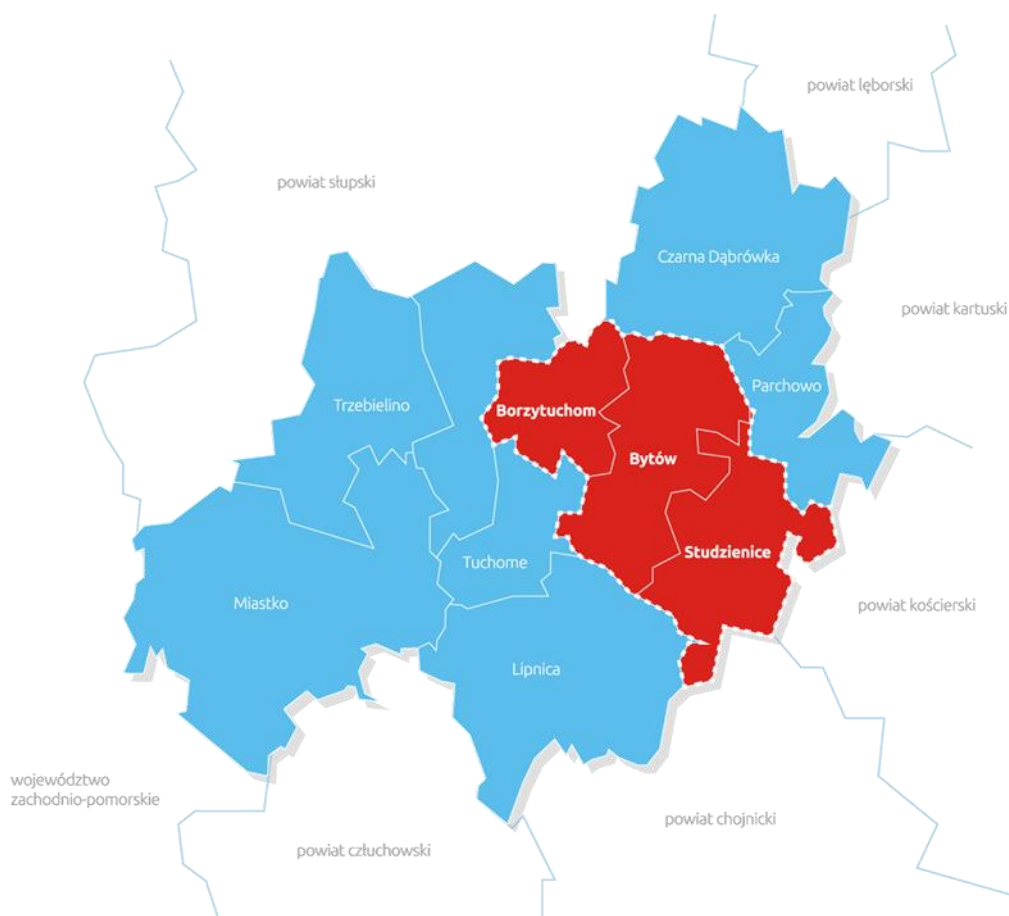 powiat lęborski
powiat słupski
Czarna Dąbrówka
powiat kartuski
Parchowo
Trzebielino
Borzytuchom
Bytów
Studzienice
Tuchome
Miastko
powiat kościerski
Lipnica
województwo
zachodnio-pomorskie
powiat chojnicki
powiat człuchowski